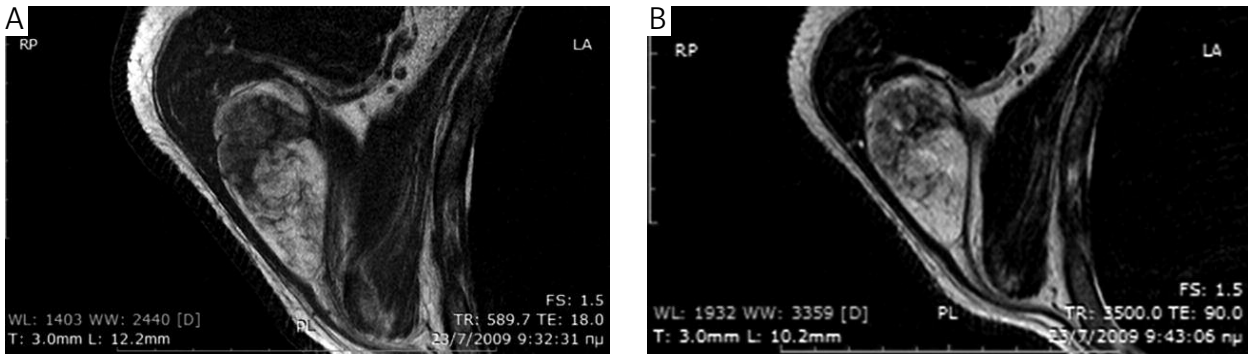 A
RP
LA
FS: 1.5
WL: 1403 WW: 2440 [D]
PL
TR: 589.7 TE: 18.0
T: 3.0mm L: 12.2mm
23/7/2009 9:32:31 πμ
B
RP
LA
FS: 1.5
WL: 1932 WW: 3359 [D]
PL
TR: 3500.0 TE: 90.0
T: 3.0mm L: 10.2mm
23/7/2009 9:43:06 πμ